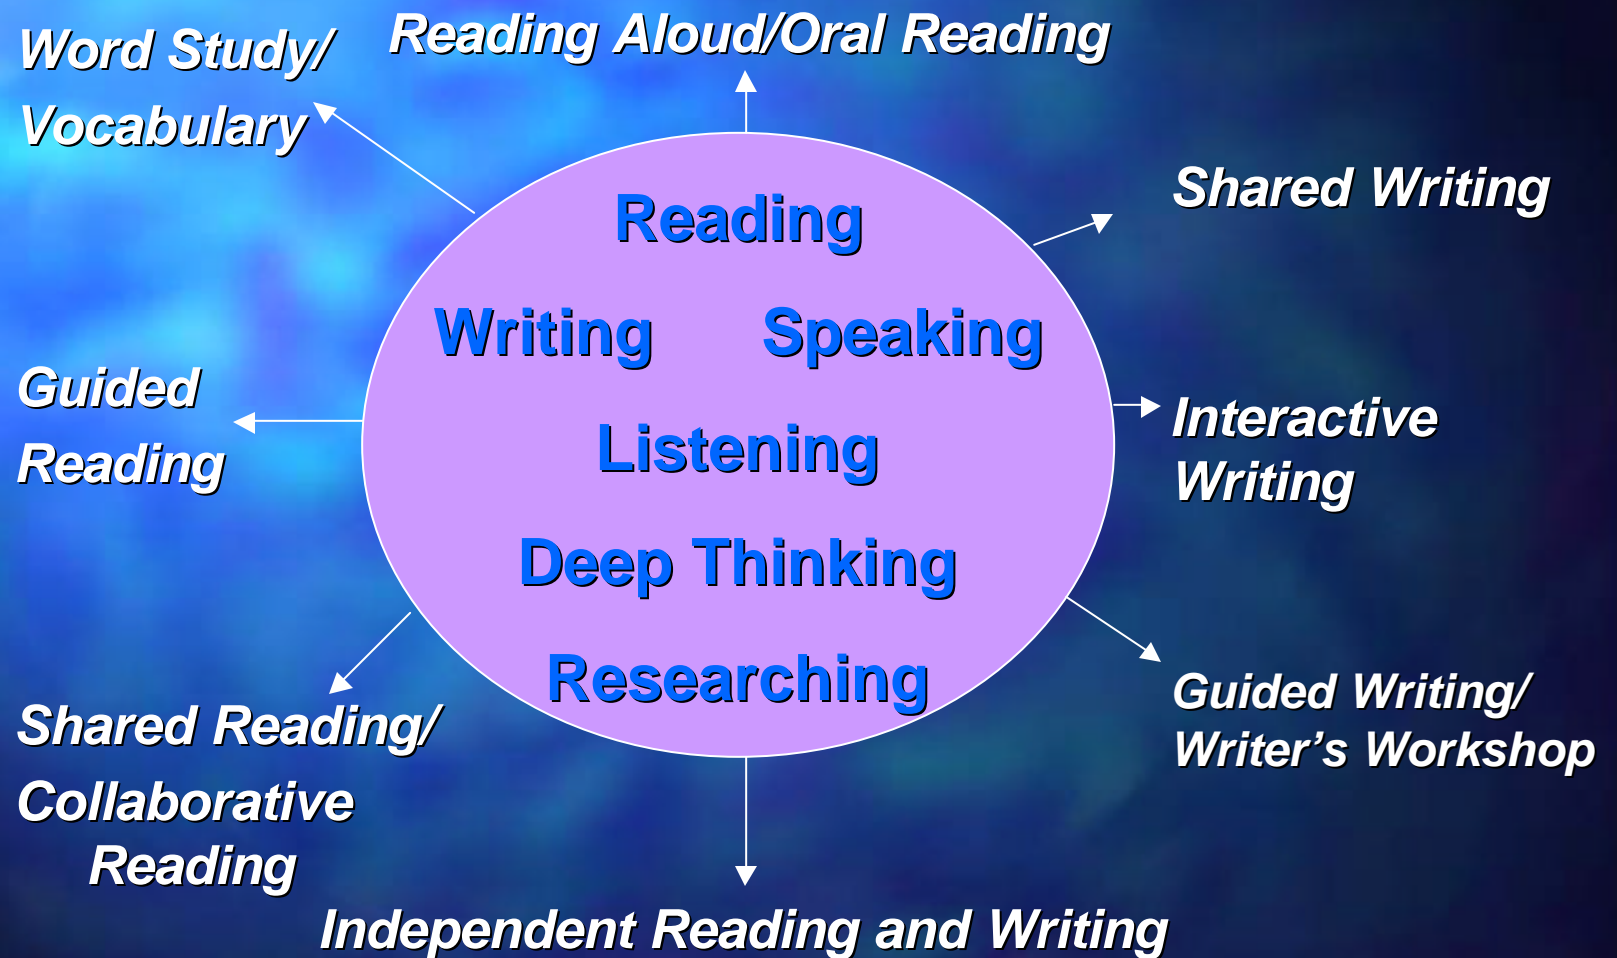 Word Study/
Vocabulary
Reading Aloud/Oral Reading
Shared Writing
Reading
Writing Speaking
Listening
Deep Thinking
Researching
Guided
Reading
Interactive
Writing
Shared Reading/
Collaborative
Reading
Guided Writing/
Writer’s Workshop
Independent Reading and Writing